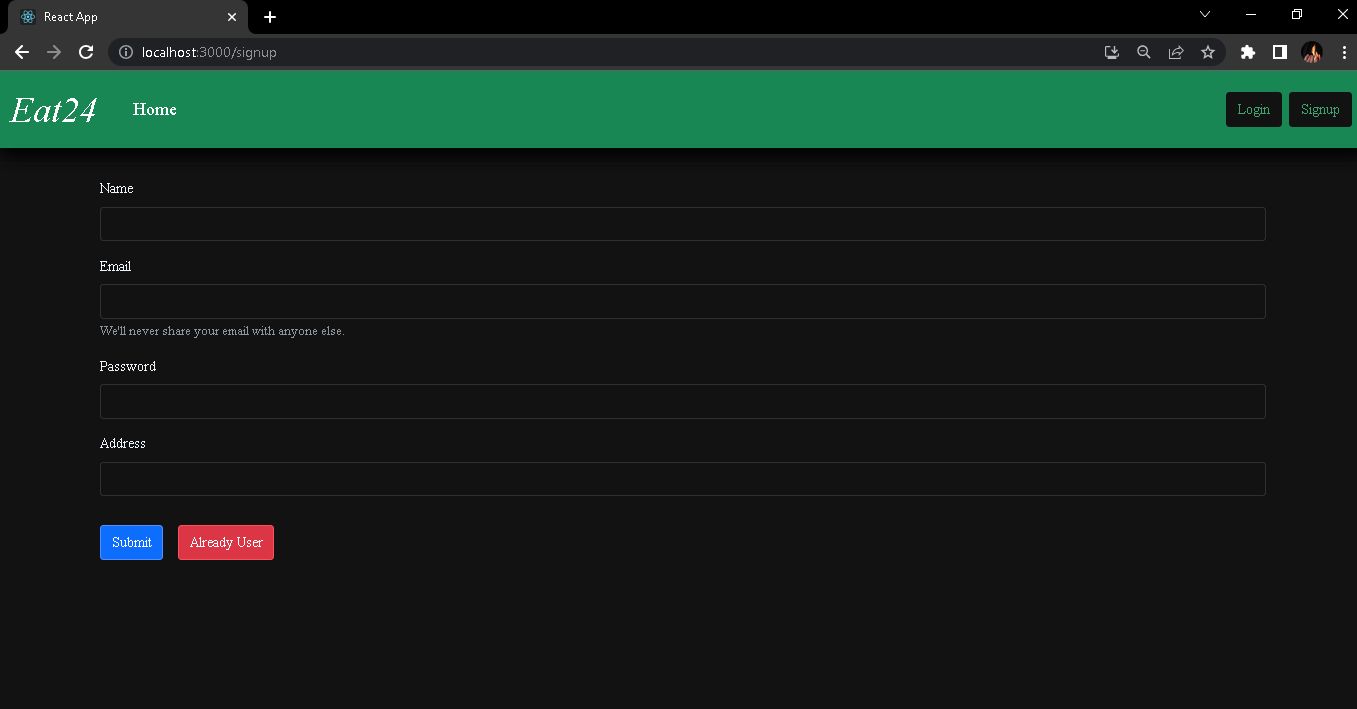 React App
localhost:3000/signup
Eat24 Home Login Signup
Name
Email
We'll never share your email with anyone else.
Password
Address
Submit Already User